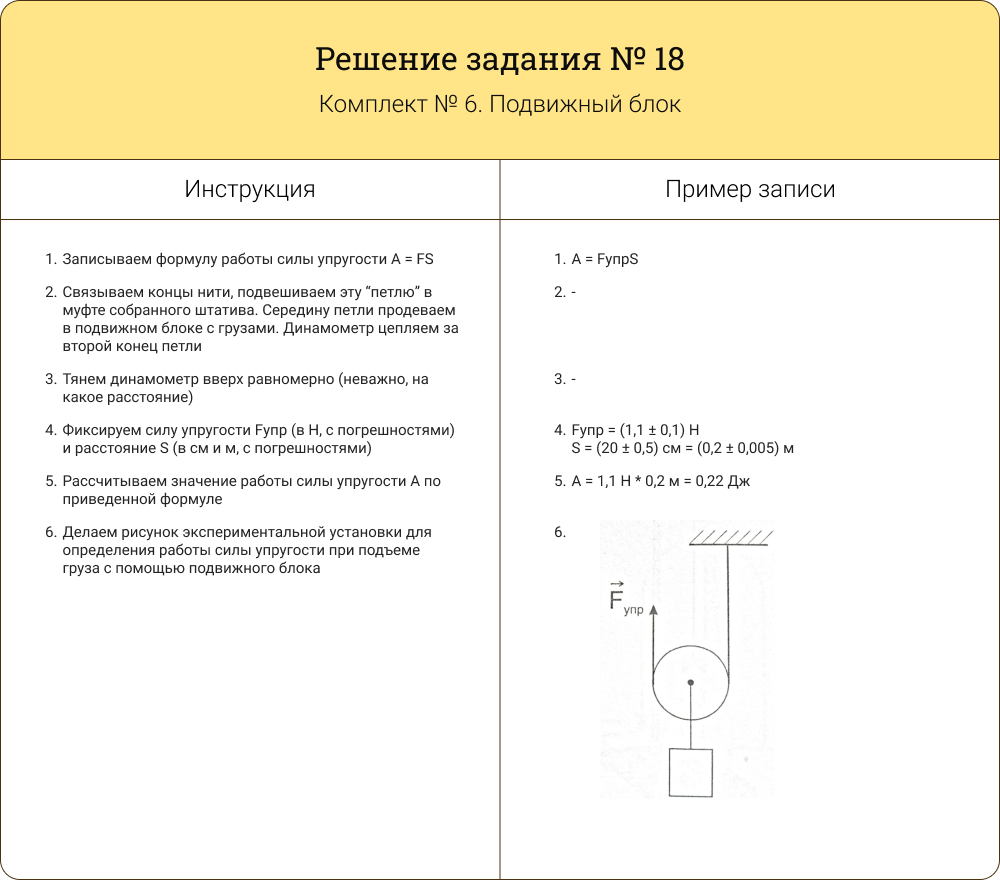 Решение задания № 18
Комплект № 6. Подвижный блок
Инструкция
Пример записи
1. Записываем формулу работы силы упругости A = FS
2. Связываем концы нити, подвешиваем эту “петлю” в
муфте собранного штатива. Середину петли продеваем
в подвижном блоке с грузами. Динамометр цепляем за
второй конец петли
3. Тянем динамометр вверх равномерно (неважно, на
какое расстояние)
4. Фиксируем силу упругости Fупр (в Н, с погрешностями)
и расстояние S (в см и м, с погрешностями)
5. Рассчитываем значение работы силы упругости А по
приведенной формуле
6. Делаем рисунок экспериментальной установки для
определения работы силы упругости при подъеме
груза с помощью подвижного блока
1. A = FупрS
2. -
3. -
4. Fупр = (1,1 ± 0,1) Н
S = (20 ± 0,5) см = (0,2 ± 0,005) м
5. A = 1,1 Н * 0,2 м = 0,22 Дж
6.
Fупр